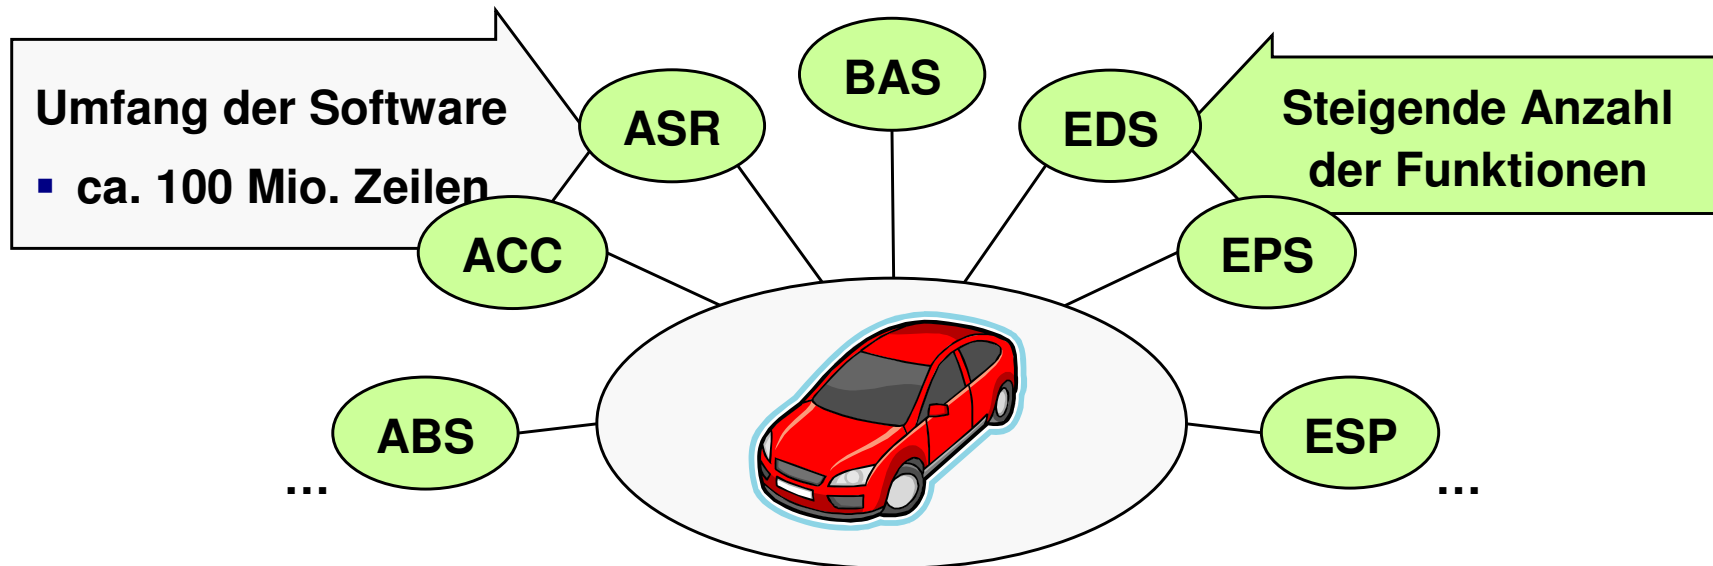 Umfang der Software
▪ ca. 100 Mio. Zeilen
ASR
BAS
EDS
Steigende Anzahl
der Funktionen
ACC
EPS
ABS
ESP
...
...